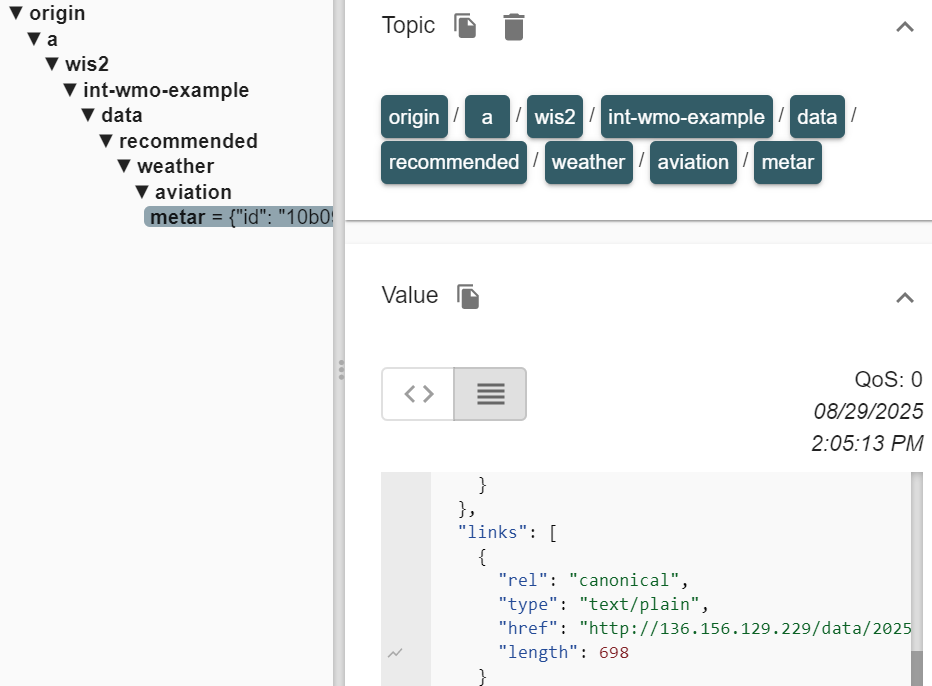 ▼ origin
▼ a
▼ wis2
▼ int-wmo-example
▼ data
▼ recommended
▼ weather
▼ aviation
metar = {"id": "10b09
Topic
origin / a / wis2 / int-wmo-example / data /
recommended / weather / aviation / metar
Value
QoS: 0
08/29/2025
2:05:13 PM
}
},
"links": [
{
"rel": "canonical",
"type": "text/plain",
"href": "http://136.156.129.229/data/2025
"length": 698
}